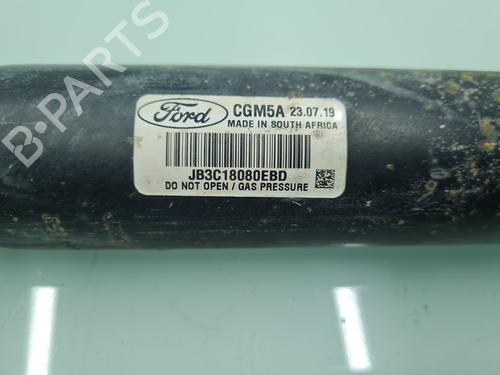 Ford CGM5A 23.07.19
MADE IN SOUTH AFRICA
JB3C18080EBD
DO NOT OPEN / GAS PRESSURE
B-PARTS